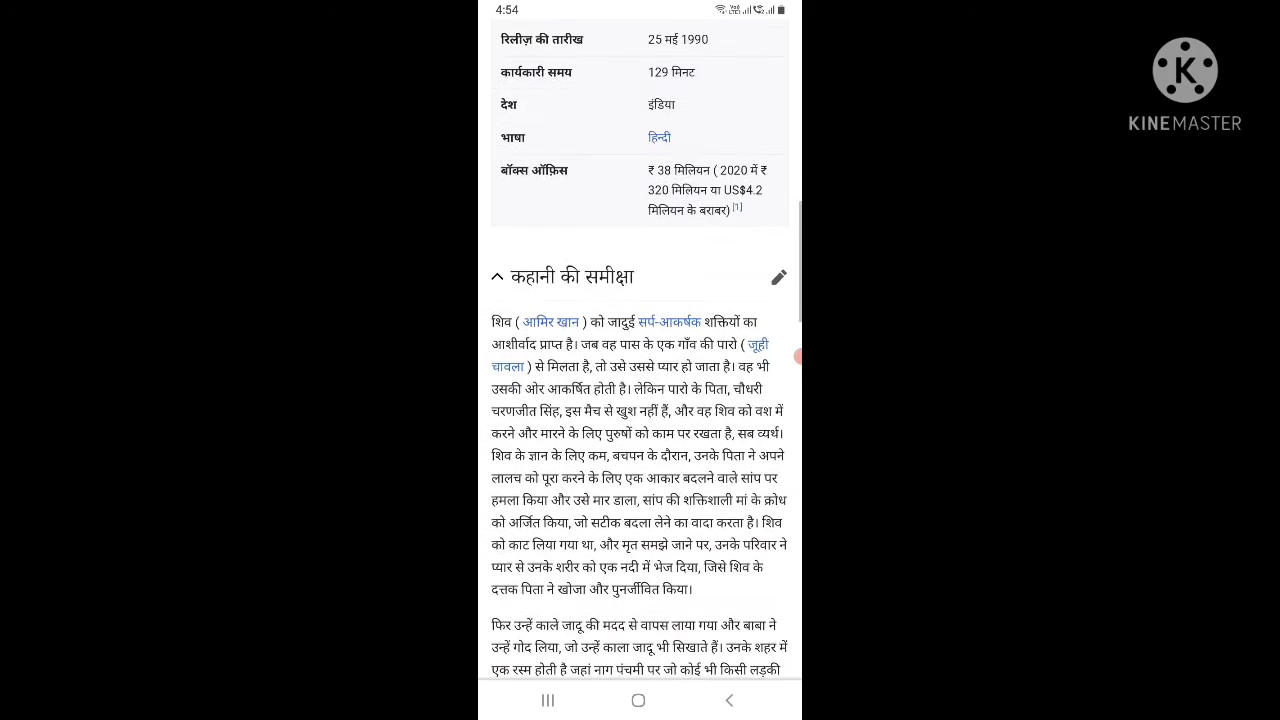 4:54
KINEMASTER
रिलीज़ की तारीख 25 मई 1990
कार्यकारी समय 129 मिनट
देश इंडिया
भाषा हिन्दी
बॉक्स ऑफ़िस ₹ 38 मिलियन ( 2020 में ₹
320 मिलियन या US$4.2
मिलियन के बराबर) [1]
कहानी की समीक्षा
शिव ( आमिर खान ) को जादुई सर्प-आकर्षक शक्तियों का
आशीर्वाद प्राप्त है। जब वह पास के एक गाँव की पारो ( जूही
चावला ) से मिलता है, तो उसे उससे प्यार हो जाता है। वह भी
उसकी ओर आकर्षित होती है। लेकिन पारो के पिता, चौधरी
चरणजीत सिंह, इस मैच से खुश नहीं हैं, और वह शिव को वश में
करने और मारने के लिए पुरुषों को काम पर रखता है, सब व्यर्थ।
शिव के ज्ञान के लिए कम, बचपन के दौरान, उनके पिता ने अपने
लालच को पूरा करने के लिए एक आकार बदलने वाले सांप पर
हमला किया और उसे मार डाला, सांप की शक्तिशाली मां के क्रोध
को अर्जित किया, जो सटीक बदला लेने का वादा करता है। शिव
को काट लिया गया था, और मृत समझे जाने पर, उनके परिवार ने
प्यार से उनके शरीर को एक नदी में भेज दिया, जिसे शिव के
दत्तक पिता ने खोजा और पुनर्जीवित किया।
फिर उन्हें काले जादू की मदद से वापस लाया गया और बाबा ने
उन्हें गोद लिया, जो उन्हें काला जादू भी सिखाते हैं। उनके शहर में
एक रस्म होती है जहां नाग पंचमी पर जो कोई भी किसी लड़की